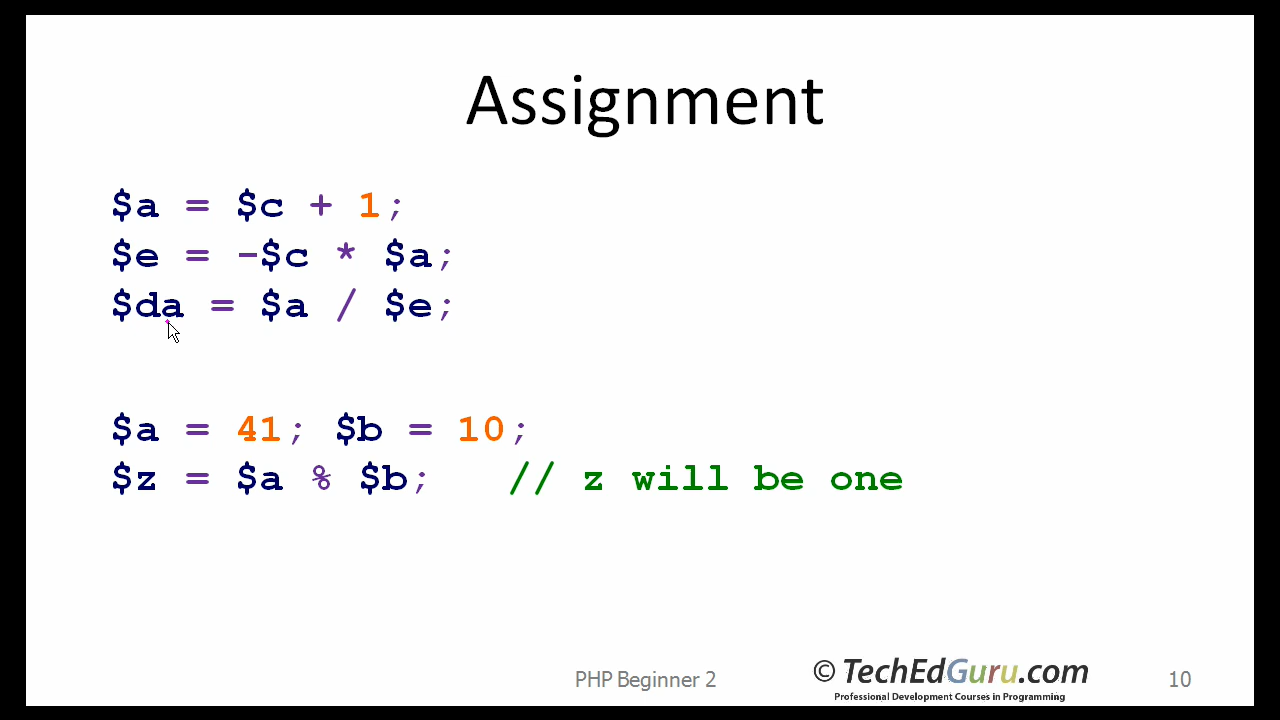 Assignment
$a = $c + 1;
$e = -$c * $a;
$da = $a / $e;
$a = 41; $b = 10;
$z = $a % $b;   // z will be one
PHP Beginner 2
© TechEdGuru.com
Professional Development Courses in Programming
10